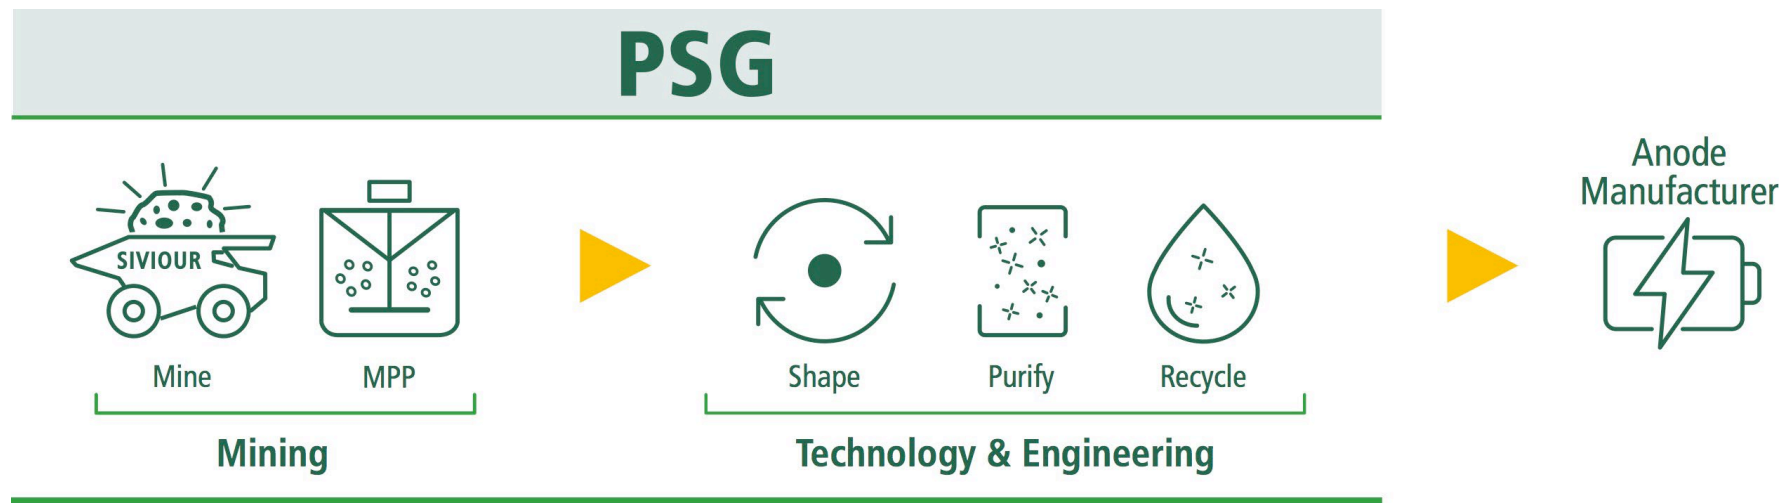 PSG
Anode
Manufacturer
SIVIOUR
Mine
MPP
Shape
Purify
Recycle
Mining
Technology & Engineering